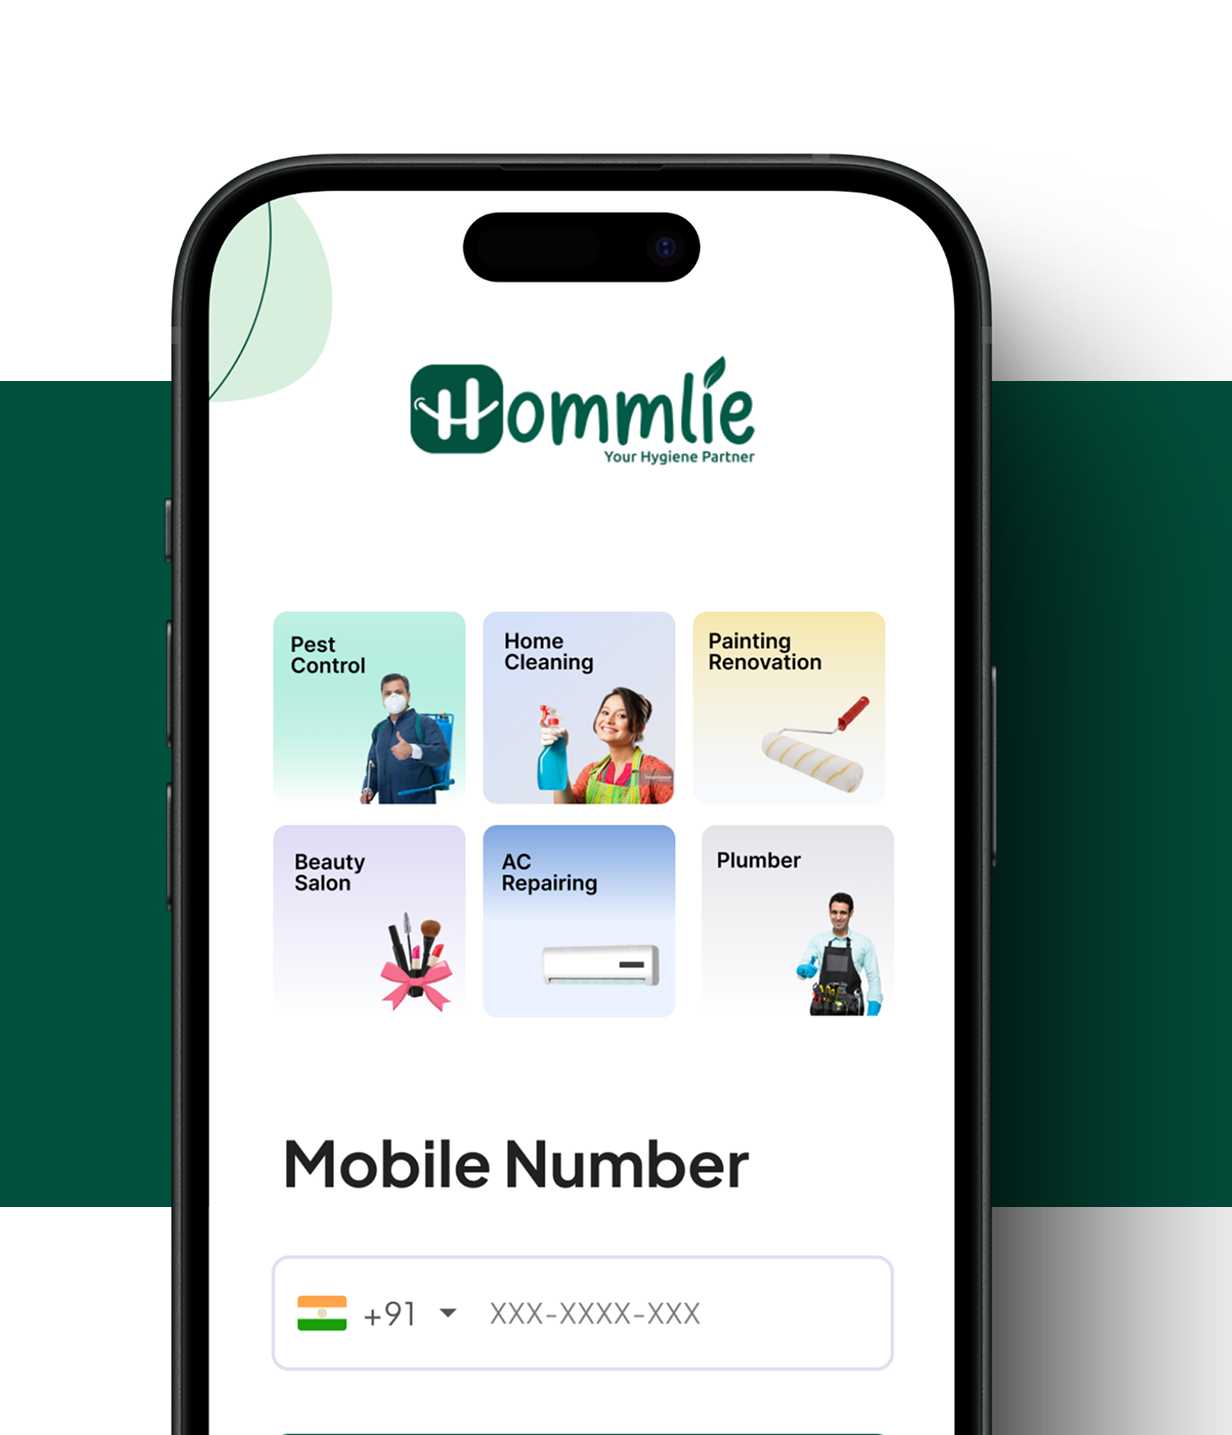 Hommlie
Your Hygiene Partner
Pest
Control
Home
Cleaning
Painting
Renovation
Beauty
Salon
AC
Repairing
Plumber
Mobile Number
+91 XXX-XXXX-XXX